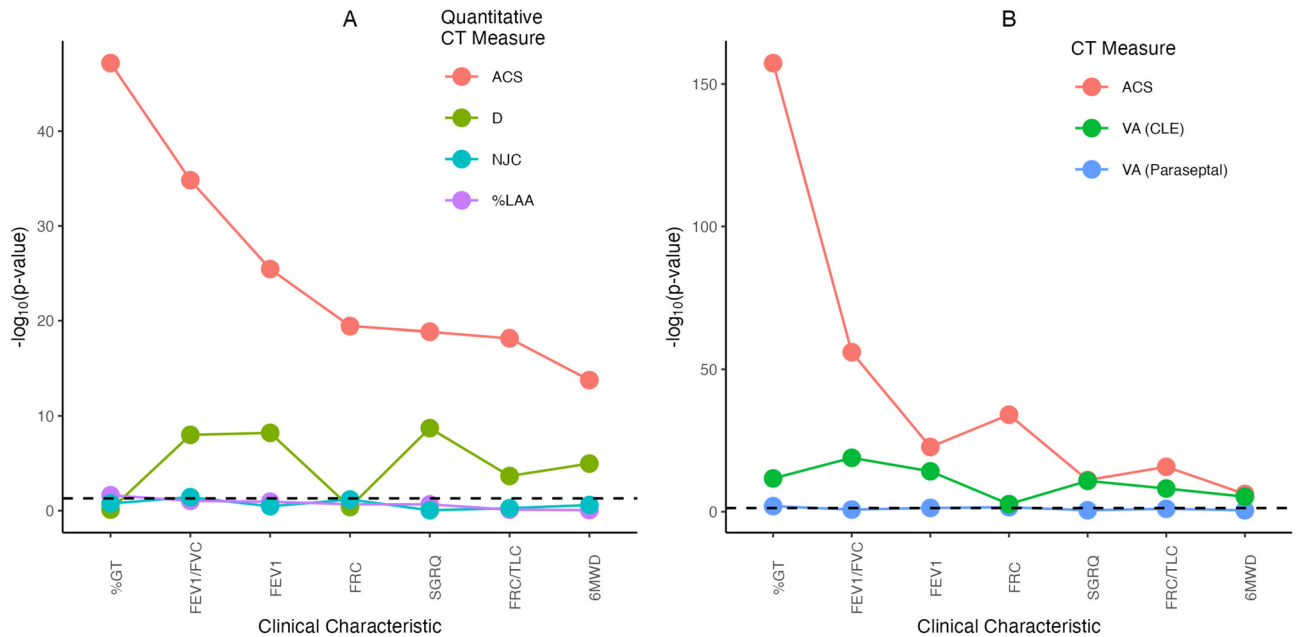 A
Quantitative
CT Measure
ACS
D
NJC
%LAA
-log10(p-value)
40
30
20
10
0
%GT
FEV1/FVC
FEV1
FRC
SGRQ
FRC/TLC
6MWD
Clinical Characteristic
B
CT Measure
ACS
VA (CLE)
VA (Paraseptal)
-log10(p-value)
150
100
50
0
%GT
FEV1/FVC
FEV1
FRC
SGRQ
FRC/TLC
6MWD
Clinical Characteristic